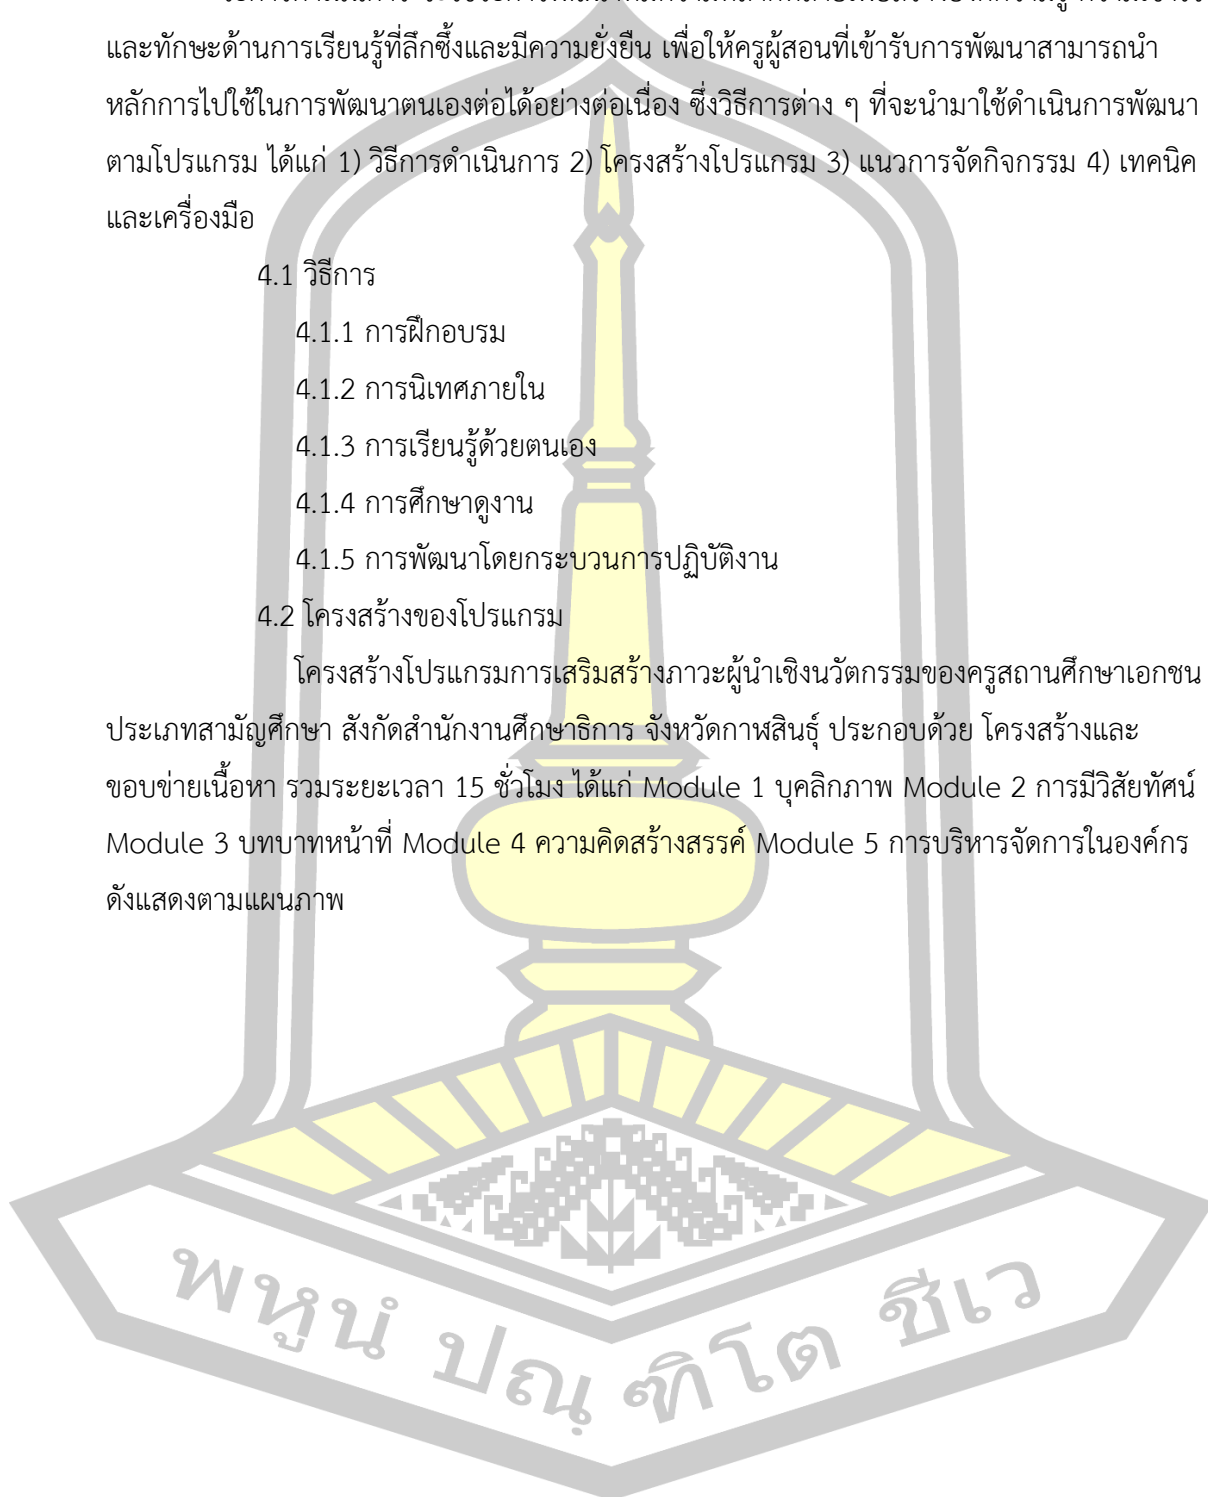 และทักษะด้านการเรียนรู้ที่ลึกซึ้งและมีความยั่งยืน เพื่อให้ครูผู้สอนที่เข้ารับการพัฒนาสามารถนำ
หลักการไปใช้ในการพัฒนาตนเองต่อได้อย่างต่อเนื่อง ซึ่งวิธีการต่าง ๆ ที่จะนำมาใช้ดำเนินการพัฒนา
ตามโปรแกรม ได้แก่ 1) วิธีการดำเนินการ 2) โครงสร้างโปรแกรม 3) แนวการจัดกิจกรรม 4) เทคนิค
และเครื่องมือ
4.1 วิธีการ
4.1.1 การฝึกอบรม
4.1.2 การนิเทศภายใน
4.1.3 การเรียนรู้ด้วยตนเอง
4.1.4 การศึกษาดูงาน
4.1.5 การพัฒนาโดยกระบวนการปฏิบัติงาน
4.2 โครงสร้างของโปรแกรม
โครงสร้างโปรแกรมการเสริมสร้างภาวะผู้นำเชิงนวัตกรรมของครูสถานศึกษาเอกชน
ประเภทสามัญศึกษา สังกัดสำนักงานศึกษาธิการ จังหวัดกาฬสินธุ์ ประกอบด้วย โครงสร้างและ
ขอบข่ายเนื้อหา รวมระยะเวลา 15 ชั่วโมง ได้แก่ Module 1 บุคลิกภาพ Module 2 การมีวิสัยทัศน์
Module 3 บทบาทหน้าที่ Module 4 ความคิดสร้างสรรค์ Module 5 การบริหารจัดการในองค์กร
ดังแสดงตามแผนภาพ
พหูนํ ปณฺฑิโต ชีเว